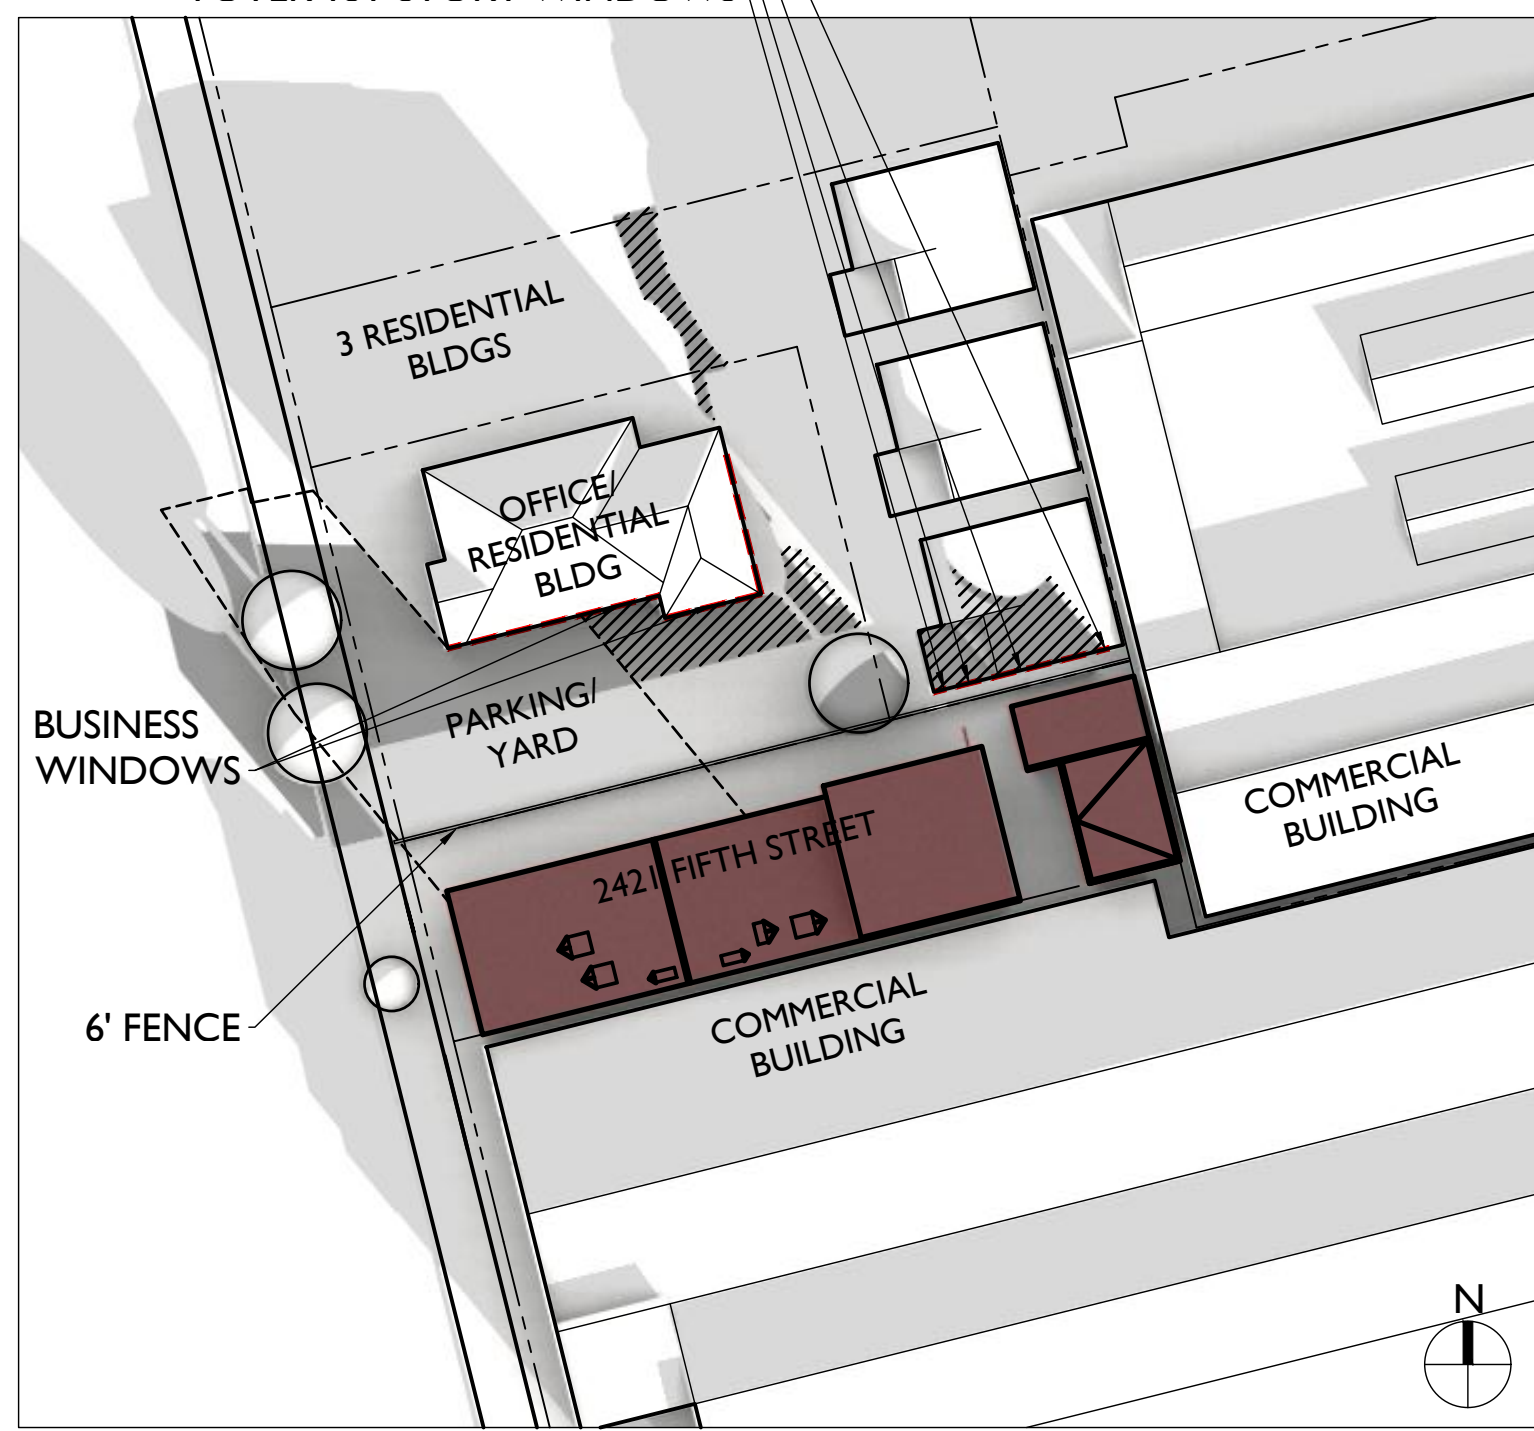 3 RESIDENTIAL
BLDGS
OFFICE/
RESIDENTIAL
BLDG
PARKING/
YARD
BUSINESS
WINDOWS
COMMERCIAL
BUILDING
2421 FIFTH STREET
6' FENCE
COMMERCIAL
BUILDING
N